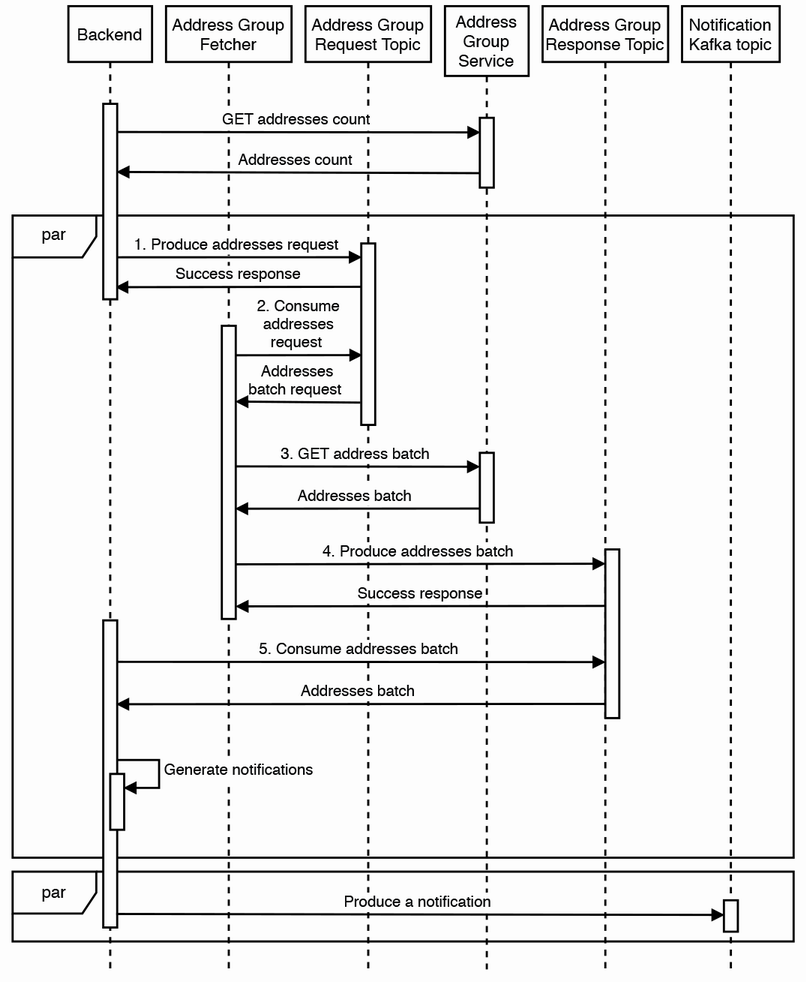 Backend
Address Group
Fetcher
Address Group
Request Topic
Address
Group
Service
Address Group
Response Topic
Notification
Kafka topic
GET addresses count
Addresses count
par
1. Produce addresses request
Success response
2. Consume
addresses
request
Addresses
batch request
3. GET address batch
Addresses batch
4. Produce addresses batch
Success response
5. Consume addresses batch
Addresses batch
Generate notifications
par
Produce a notification